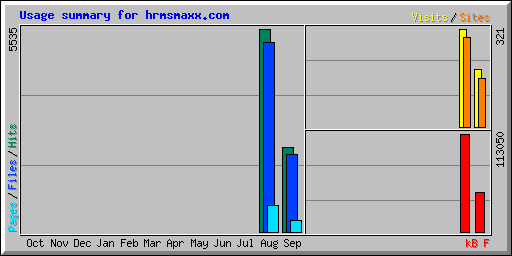 Usage summary for hrmsmaxx.com
Visits/Sites
5535
321
Pages/Files/Hits
113050
Oct Nov Dec Jan Feb Mar Apr May Jun Jul Aug Sep
kB F